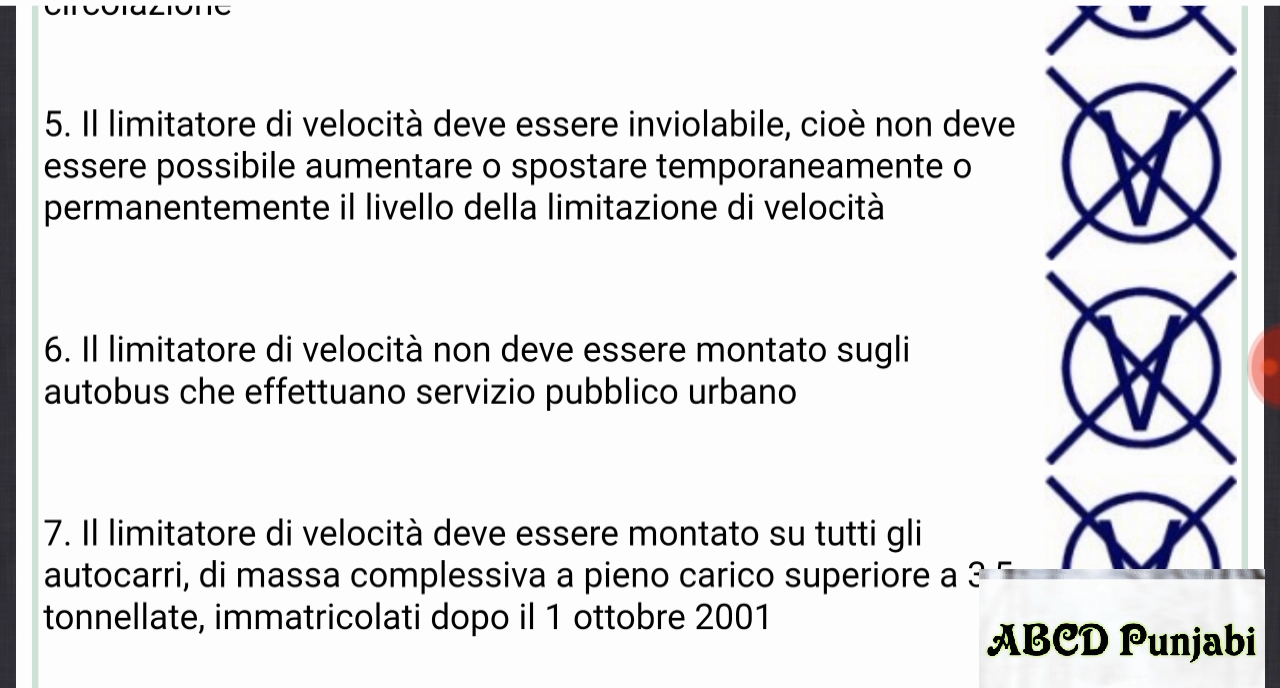 circolazione
5. Il limitatore di velocità deve essere inviolabile, cioè non deve
essere possibile aumentare o spostare temporaneamente o
permanentemente il livello della limitazione di velocità
V
6. Il limitatore di velocità non deve essere montato sugli
autobus che effettuano servizio pubblico urbano
V
7. Il limitatore di velocità deve essere montato su tutti gli
autocarri, di massa complessiva a pieno carico superiore a 3,5
tonnellate, immatricolati dopo il 1 ottobre 2001
V
ABCD Punjabi